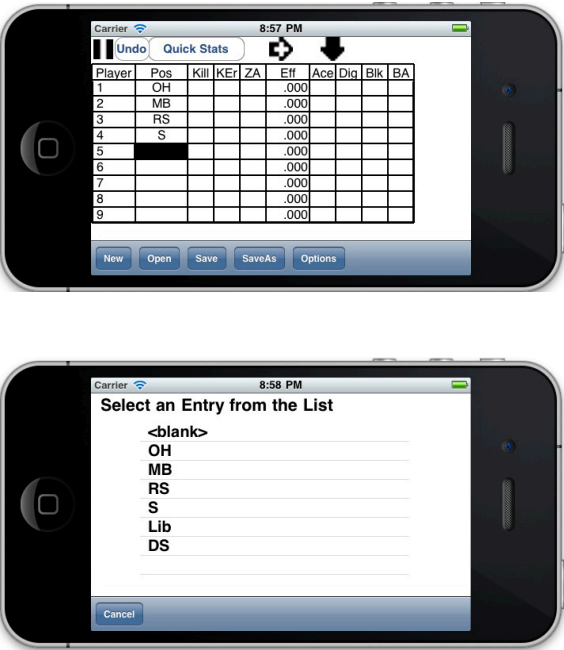 Carrier 8:57 PM
Undo Quick Stats
Player Pos Kill KEr ZA Eff Ace Dig Blk BA
1 OH .000
2 MB .000
3 RS .000
4 S .000
5 .000
6 .000
7 .000
8 .000
9 .000
New Open Save SaveAs Options
Carrier 8:58 PM
Select an Entry from the List
<blank>
OH
MB
RS
S
Lib
DS
Cancel